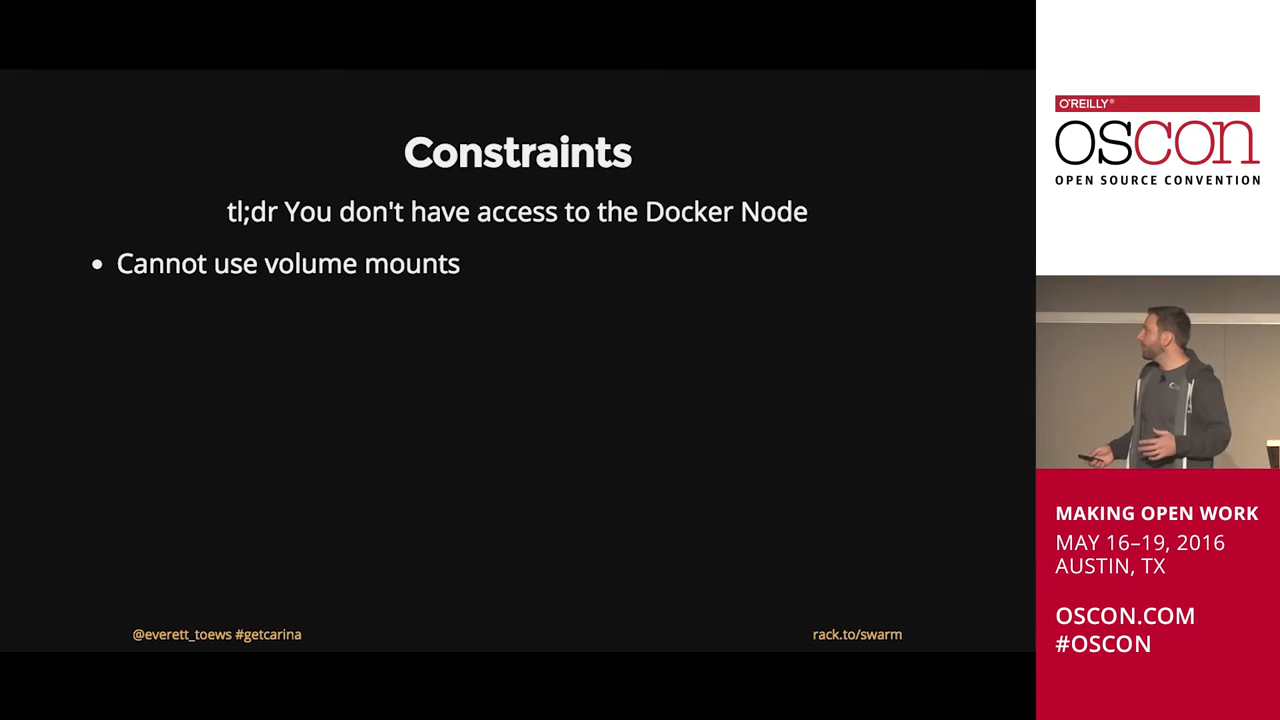 Constraints
tl;dr You don't have access to the Docker Node
• Cannot use volume mounts
@everett_toews #getcarina
rack.to/swarm
O'REILLY®
OSCON
OPEN SOURCE CONVENTION
MAKING OPEN WORK
MAY 16–19, 2016
AUSTIN, TX
OSCON.COM
#OSCON